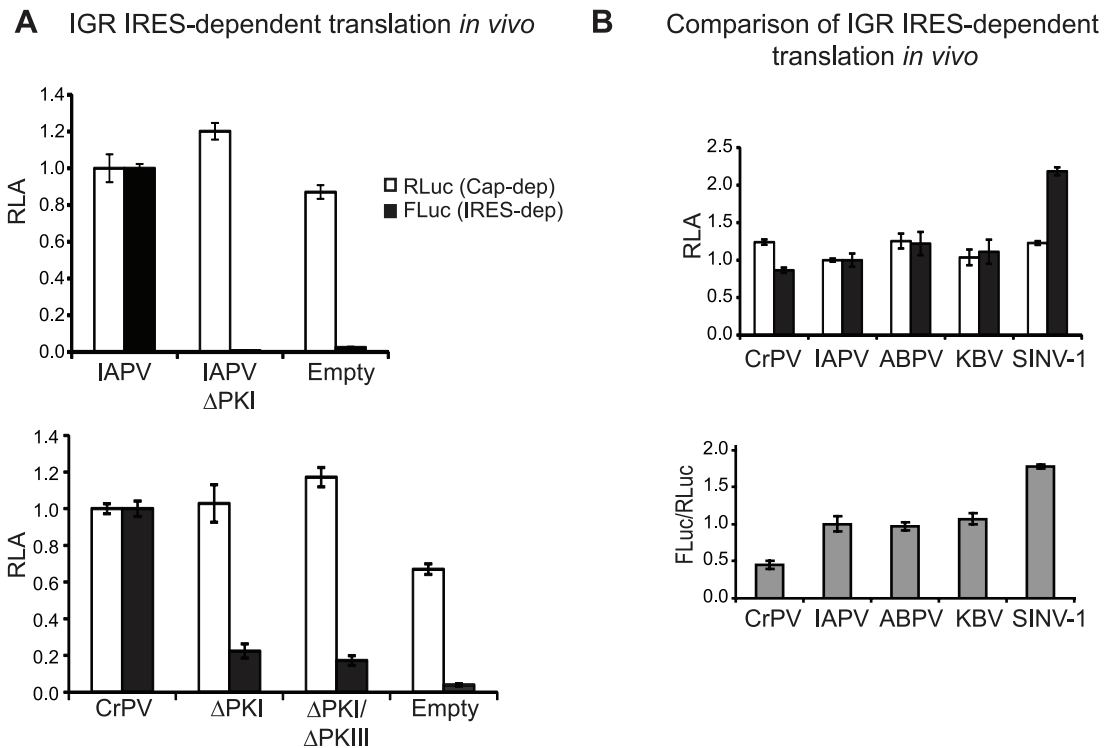 A IGR IRES-dependent translation in vivo
RLA
1.4
1.2
1.0
0.8
0.6
0.4
0.2
0.0
IAPV
IAPV
ΔPKI
Empty
RLuc (Cap-dep)
FLuc (IRES-dep)
RLA
1.4
1.2
1.0
0.8
0.6
0.4
0.2
0.0
CrPV
ΔPKI
ΔPKI/
ΔPKIII
Empty
B Comparison of IGR IRES-dependent
translation in vivo
RLA
2.5
2.0
1.5
1.0
0.5
0.0
CrPV IAPV ABPV KBV SINV-1
FLuc/RLuc
2.0
1.5
1.0
0.5
0.0
CrPV IAPV ABPV KBV SINV-1